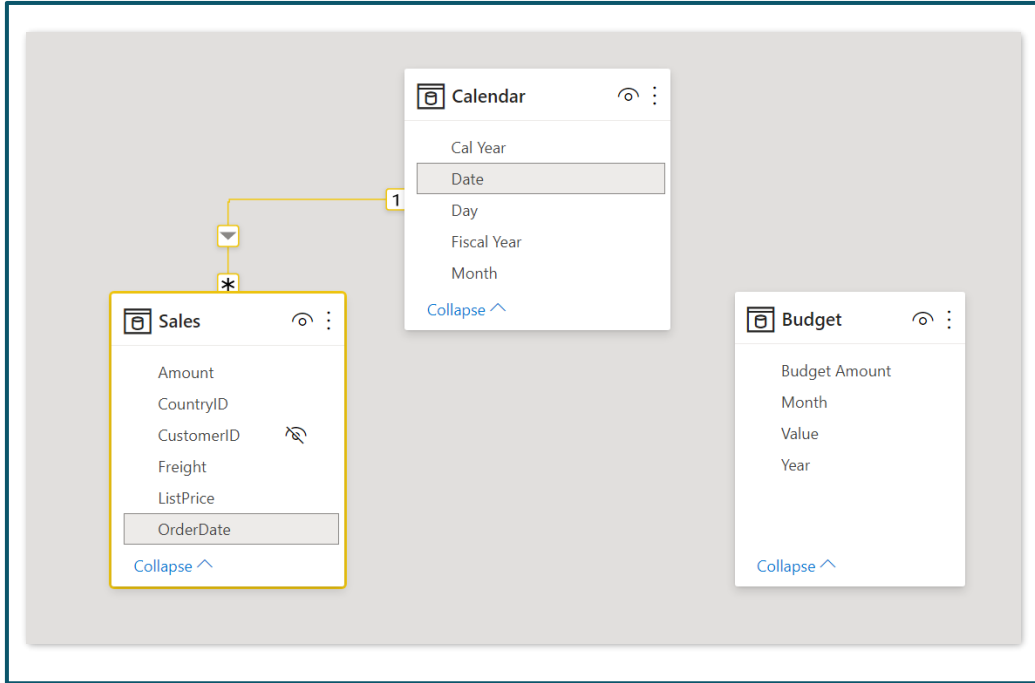 Calendar
Cal Year
Date
Day
Fiscal Year
Month
Collapse
1
*
Sales
Amount
CountryID
CustomerID
Freight
ListPrice
OrderDate
Collapse
Budget
Budget Amount
Month
Value
Year
Collapse